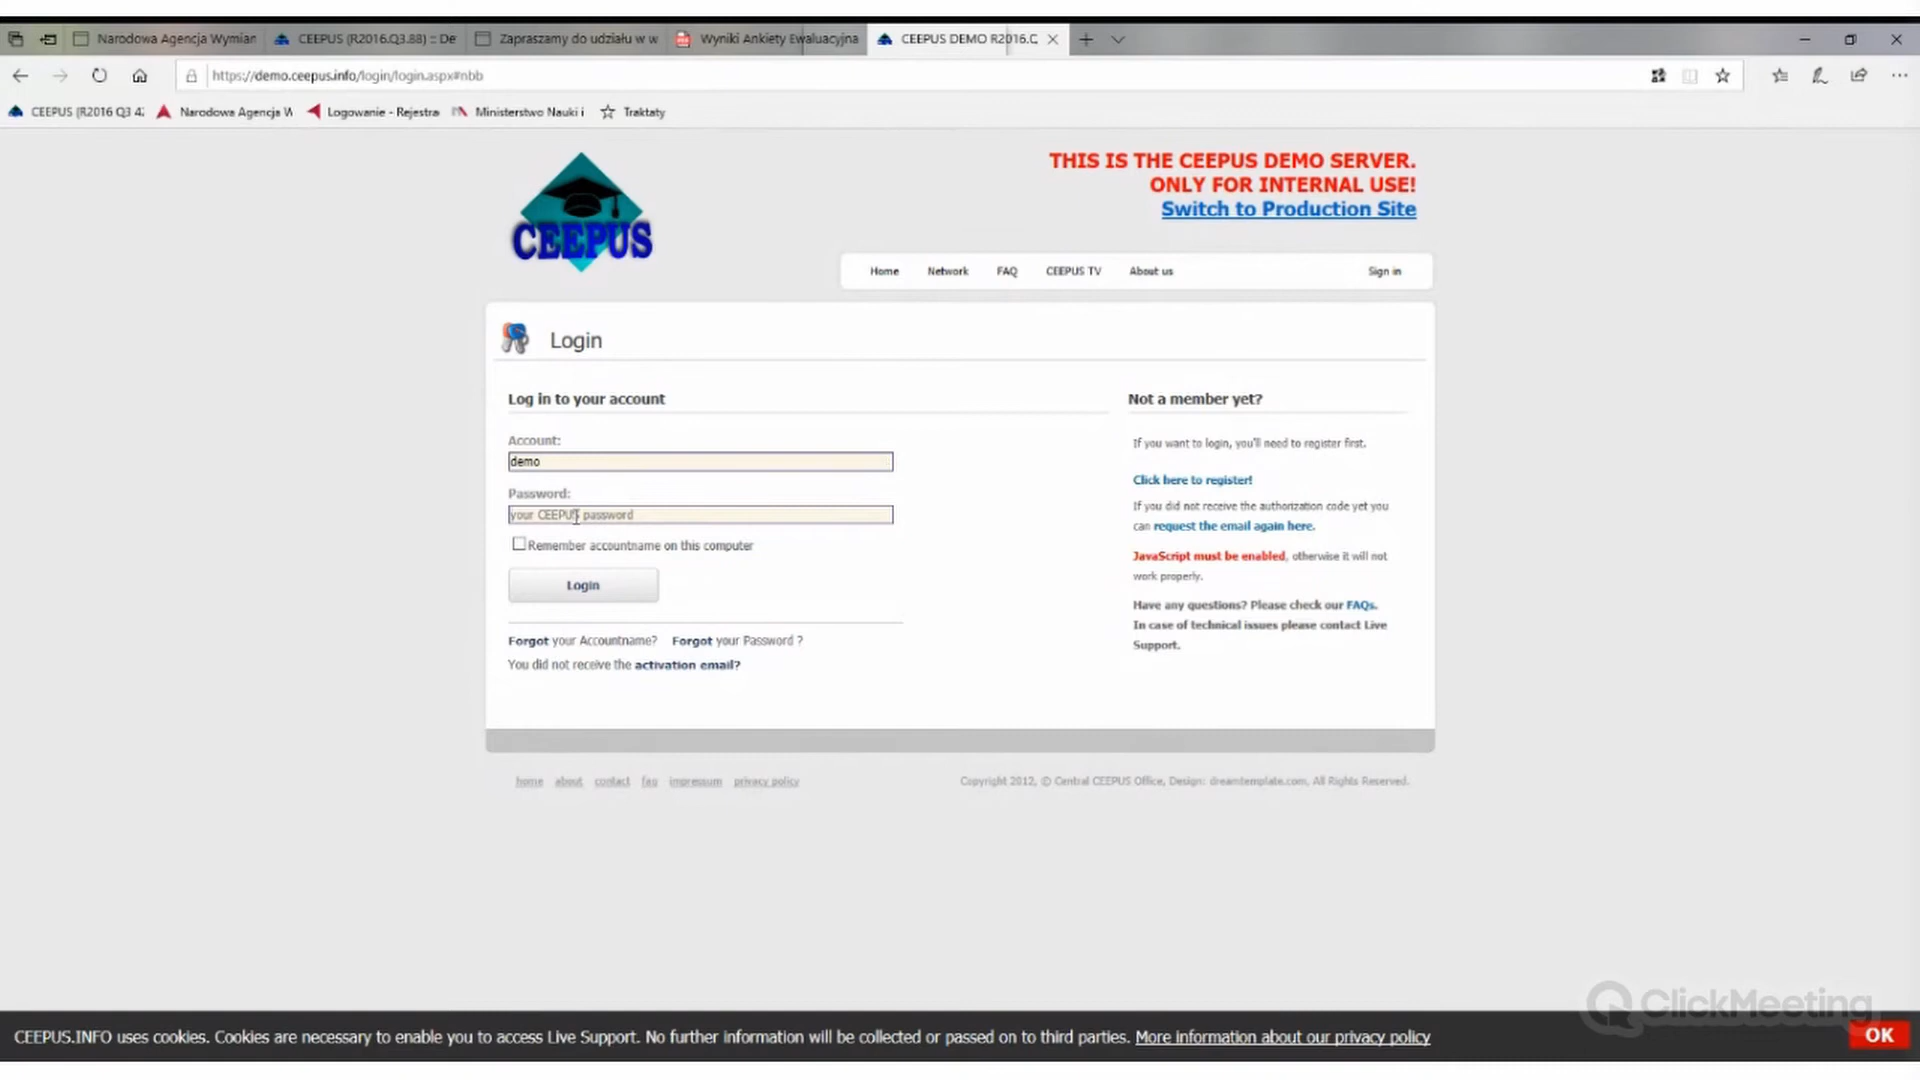 Narodowa Agencja Wymian
CEEPUS (R2016.Q3.88) :: De
Zapraszamy do udziału w w
Wyniki Ankiety Ewaluacyjna
CEEPUS DEMO R2016.Q
https://demo.ceepus.info/login/login.aspx#nbb
CEEPUS (R2016 Q3 42
Narodowa Agencja W
Logowanie - Rejestra
Ministerstwo Nauki i
Traktaty
CEEPUS
THIS IS THE CEEPUS DEMO SERVER.
ONLY FOR INTERNAL USE!
Switch to Production Site
Home Network FAQ CEEPUS TV About us Sign in
Login
Log in to your account
Account:
demo
Password:
your CEEPUS password
Remember accountname on this computer
Login
Forgot your Accountname? Forgot your Password ?
You did not receive the activation email?
Not a member yet?
If you want to login, you'll need to register first.
Click here to register!
If you did not receive the authorization code yet you
can request the email again here.
JavaScript must be enabled, otherwise it will not
work properly.
Have any questions? Please check our FAQs.
In case of technical issues please contact Live
Support.
home about contact faq impressum privacy policy
Copyright 2012, © Central CEEPUS Office, Design: dreamtemplate.com, All Rights Reserved.
ClickMeeting
CEEPUS.INFO uses cookies. Cookies are necessary to enable you to access Live Support. No further information will be collected or passed on to third parties. More information about our privacy policy
OK